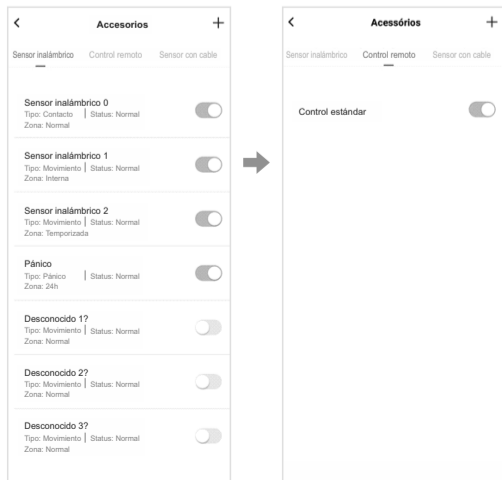 Accesorios
Sensor inalámbrico Control remoto Sensor con cable
Sensor inalámbrico 0
Tipo: Contacto | Status: Normal
Zona: Normal
Sensor inalámbrico 1
Tipo: Movimiento | Status: Normal
Zona: Interna
Sensor inalámbrico 2
Tipo: Movimiento | Status: Normal
Zona: Temporizada
Pánico
Tipo: Pánico | Status: Normal
Zona: 24h
Desconocido 1?
Tipo: Movimiento | Status: Normal
Zona: Normal
Desconocido 2?
Tipo: Movimiento | Status: Normal
Zona: Normal
Desconocido 3?
Tipo: Movimiento | Status: Normal
Zona: Normal
Acessórios
Sensor inalámbrico Control remoto Sensor con cable
Control estándar